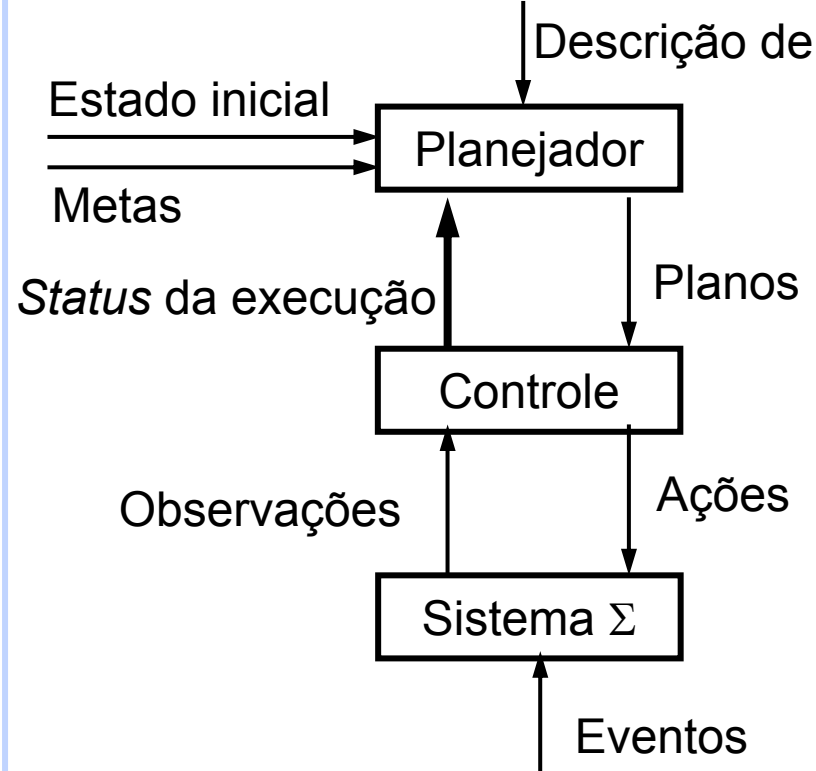 Descrição de
Estado inicial
Planejador
Metas
Status da execução
Planos
Controle
Observações
Ações
Sistema Σ
Eventos